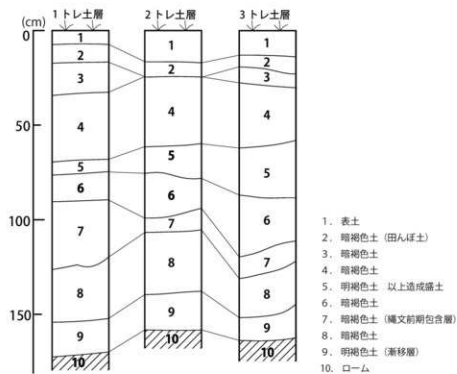 1トレ土層 2トレ土層 3トレ土層
(cm)
0
50
100
150
1 2 3 4 5 6 7 8 9 10
1 2 4 5 6 7 8 9 10
1 2 3 4 5 6 7 8 9 10
1. 表土
2. 暗褐色土(田んぼ土)
3. 暗褐色土
4. 暗褐色土
5. 明褐色土 以上造成盛土
6. 暗褐色土
7. 暗褐色土(縄文前期包含層)
8. 暗褐色土
9. 明褐色土(漸移層)
10. ローム